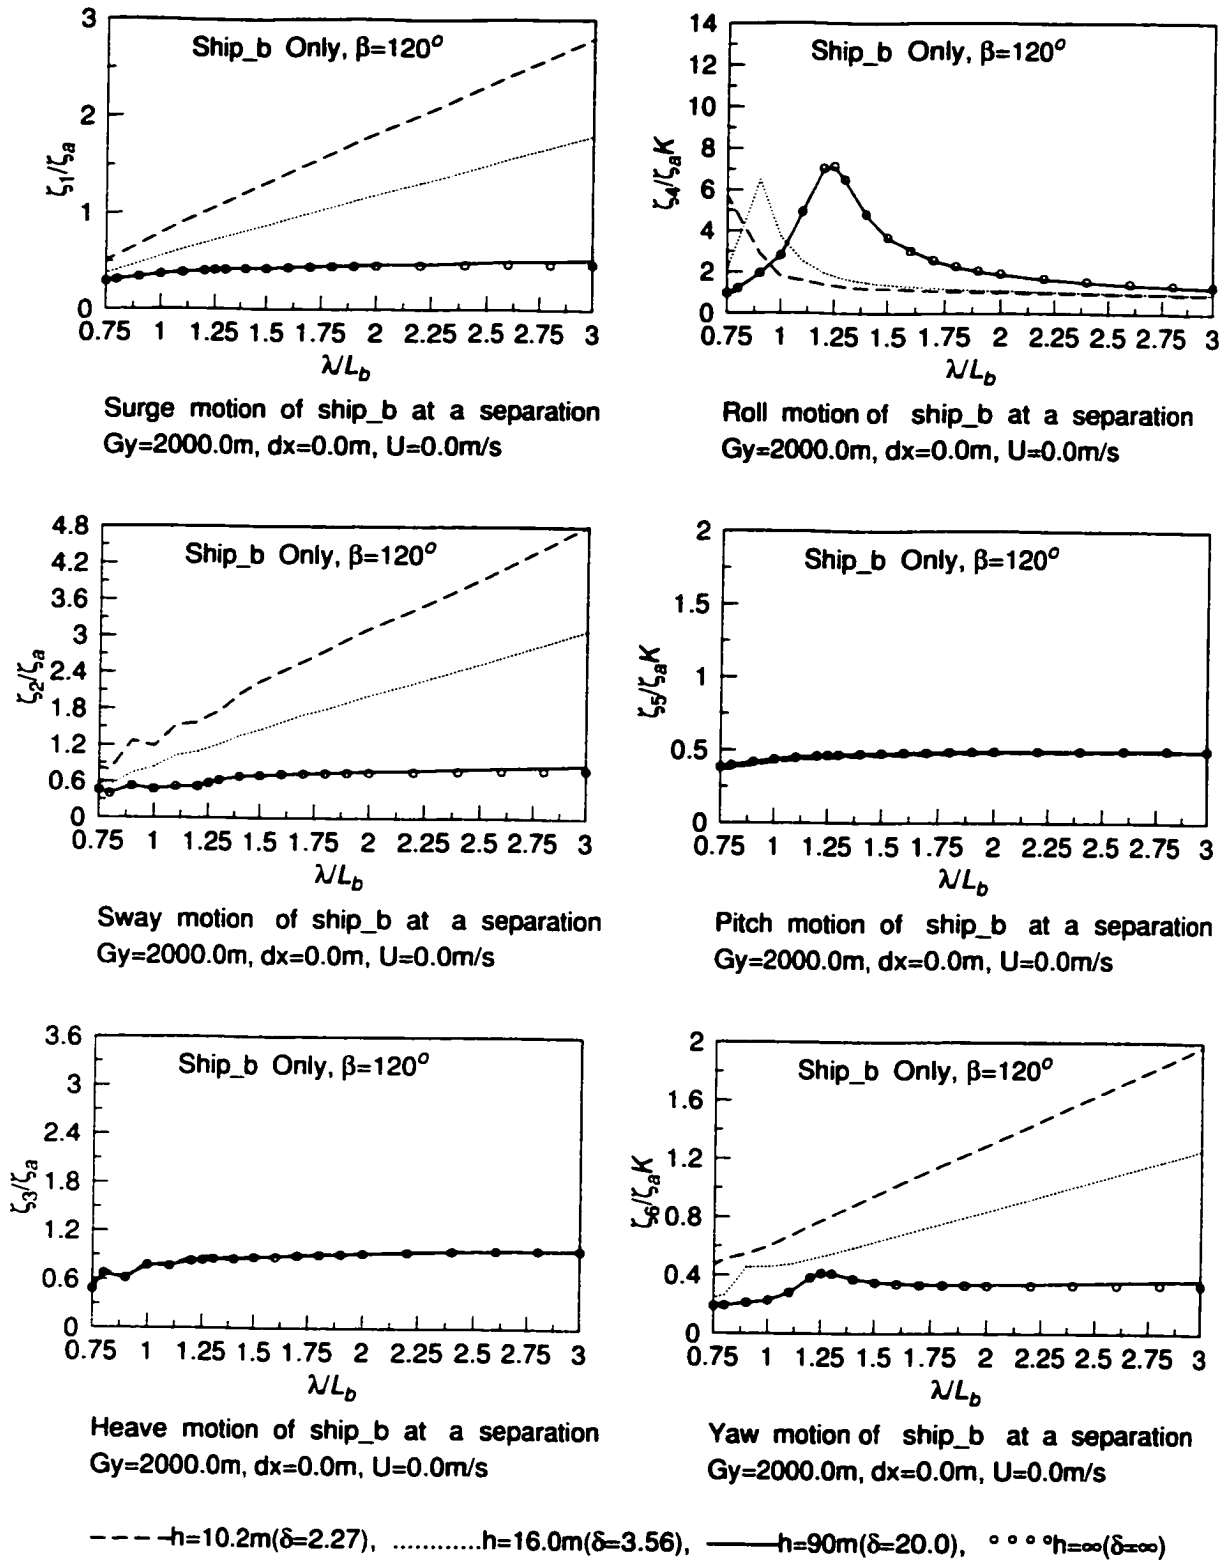 3
2
1
0
ζ1/ζa
Ship_b Only, β=120o
0.75 1 1.25 1.5 1.75 2 2.25 2.5 2.75 3
λ/Lb
Surge motion of ship_b at a separation
Gy=2000.0m, dx=0.0m, U=0.0m/s
14
12
10
8
6
4
2
0
ζ4/ζaK
Ship_b Only, β=120o
0.75 1 1.25 1.5 1.75 2 2.25 2.5 2.75 3
λ/Lb
Roll motion of ship_b at a separation
Gy=2000.0m, dx=0.0m, U=0.0m/s
4.8
4.2
3.6
3
2.4
1.8
1.2
0.6
0
ζ2/ζa
Ship_b Only, β=120o
0.75 1 1.25 1.5 1.75 2 2.25 2.5 2.75 3
λ/Lb
Sway motion of ship_b at a separation
Gy=2000.0m, dx=0.0m, U=0.0m/s
2
1.5
1
0.5
0
ζ5/ζaK
Ship_b Only, β=120o
0.75 1 1.25 1.5 1.75 2 2.25 2.5 2.75 3
λ/Lb
Pitch motion of ship_b at a separation
Gy=2000.0m, dx=0.0m, U=0.0m/s
3.6
3
2.4
1.8
1.2
0.6
0
ζ3/ζa
Ship_b Only, β=120o
0.75 1 1.25 1.5 1.75 2 2.25 2.5 2.75 3
λ/Lb
Heave motion of ship_b at a separation
Gy=2000.0m, dx=0.0m, U=0.0m/s
2
1.6
1.2
0.8
0.4
0
ζ6/ζaK
Ship_b Only, β=120o
0.75 1 1.25 1.5 1.75 2 2.25 2.5 2.75 3
λ/Lb
Yaw motion of ship_b at a separation
Gy=2000.0m, dx=0.0m, U=0.0m/s
h=10.2m(δ=2.27), ............h=16.0m(δ=3.56), h=90m(δ=20.0), h=∞(δ=∞)